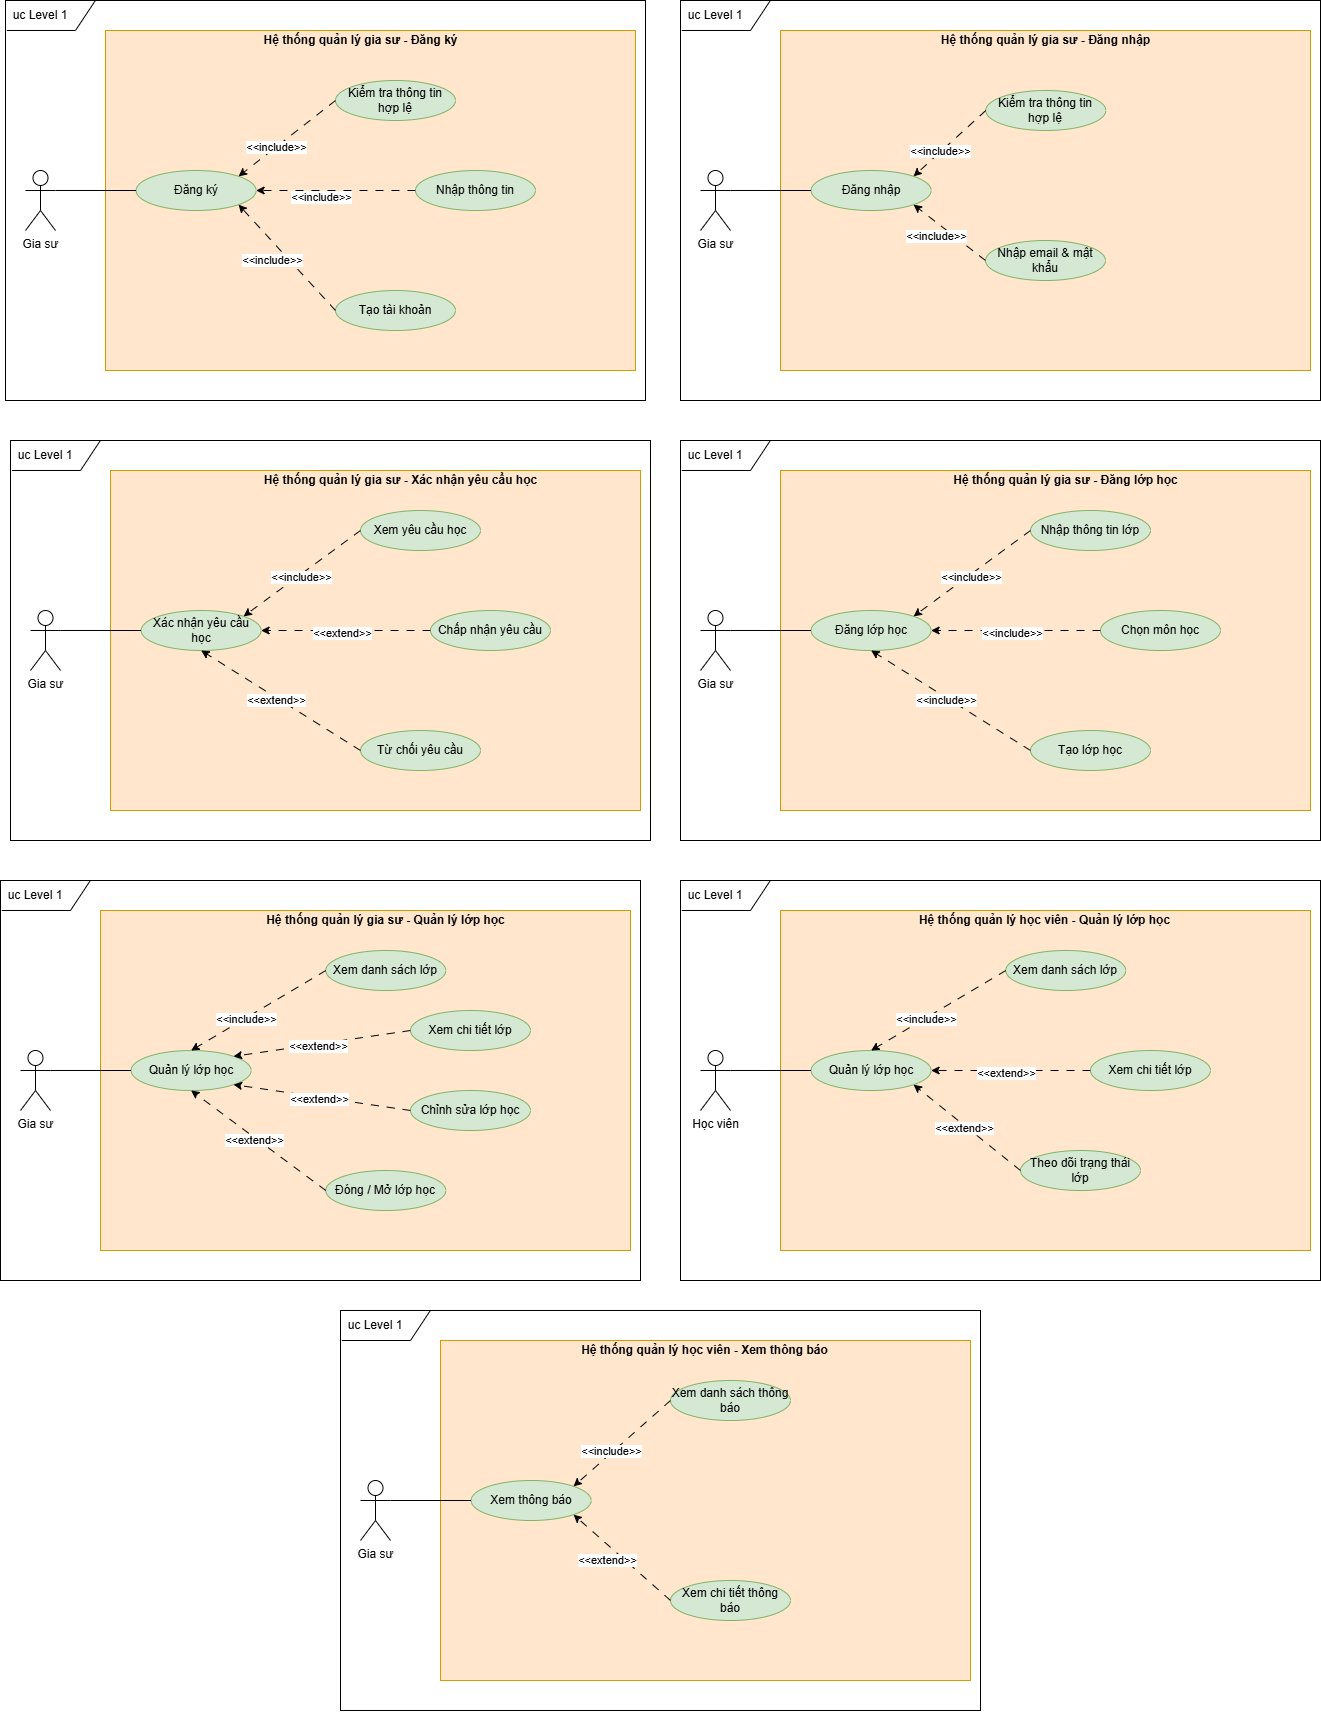 uc Level 1
Hệ thống quản lý gia sư - Đăng ký
Kiểm tra thông tin
hợp lệ
<<include>>
Đăng ký
<<include>>
Nhập thông tin
Gia sư
<<include>>
Tạo tài khoản
uc Level 1
Hệ thống quản lý gia sư - Đăng nhập
Kiểm tra thông tin
hợp lệ
<<include>>
Đăng nhập
Gia sư
<<include>>
Nhập email & mật
khẩu
uc Level 1
Hệ thống quản lý gia sư - Xác nhận yêu cầu học
Xem yêu cầu học
<<include>>
Xác nhận yêu cầu
học
<<extend>>
Chấp nhận yêu cầu
Gia sư
<<extend>>
Từ chối yêu cầu
uc Level 1
Hệ thống quản lý gia sư - Đăng lớp học
Nhập thông tin lớp
<<include>>
Đăng lớp học
<<include>>
Chọn môn học
Gia sư
<<include>>
Tạo lớp học
uc Level 1
Hệ thống quản lý gia sư - Quản lý lớp học
Xem danh sách lớp
<<include>>
Xem chi tiết lớp
<<extend>>
Quản lý lớp học
<<extend>>
Chỉnh sửa lớp học
Gia sư
<<extend>>
Đóng / Mở lớp học
uc Level 1
Hệ thống quản lý học viên - Quản lý lớp học
Xem danh sách lớp
<<include>>
Quản lý lớp học
<<extend>>
Xem chi tiết lớp
Học viên
<<extend>>
Theo dõi trạng thái
lớp
uc Level 1
Hệ thống quản lý học viên - Xem thông báo
Xem danh sách thông
báo
<<include>>
Xem thông báo
Gia sư
<<extend>>
Xem chi tiết thông
báo